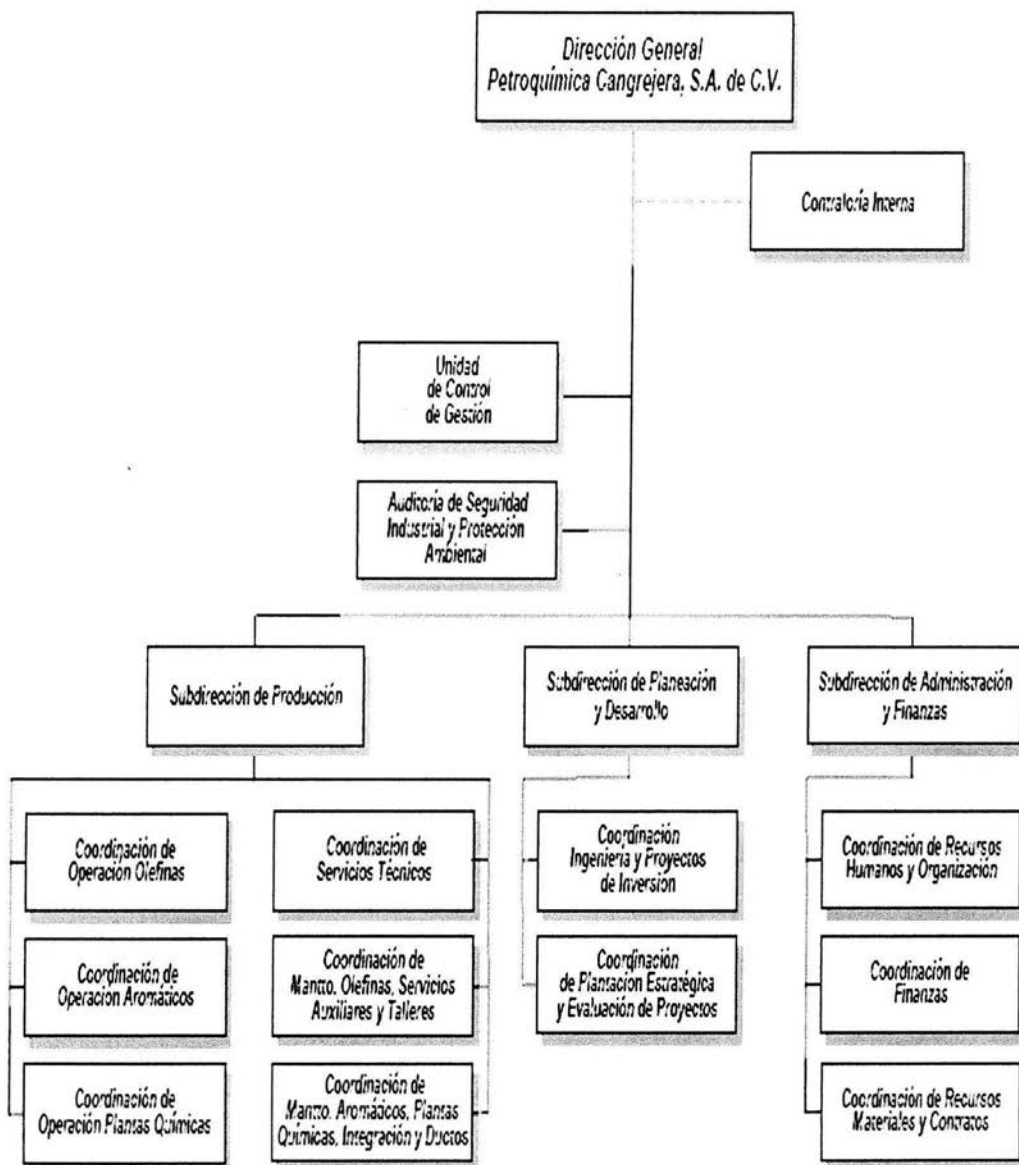 Dirección General
Petroquímica Cangrejera, S.A. de C.V.
Contraloría Interna
Unidad
de Control
de Gestión
Auditoría de Seguridad
Industrial y Protección
Ambiental
Subdirección de Producción
Subdirección de Planeación
y Desarrollo
Subdirección de Administración
y Finanzas
Coordinación de
Operación Olefinas
Coordinación de
Servicios Técnicos
Coordinación
Ingeniería y Proyectos
de Inversión
Coordinación de Recursos
Humanos y Organización
Coordinación de
Operación Aromáticos
Coordinación de
Mantto. Olefinas, Servicios
Auxiliares y Talleres
Coordinación
de Planeación Estratégica
y Evaluación de Proyectos
Coordinación de
Finanzas
Coordinación de
Operación Plantas Químicas
Coordinación de
Mantto. Aromáticos, Plantas
Químicas, Integración y Ductos
Coordinación de Recursos
Materiales y Contratos